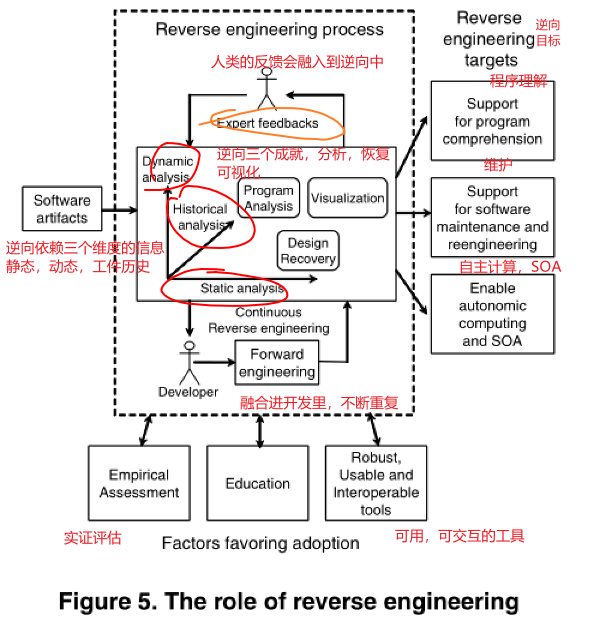 Reverse engineering process
Reverse
engineering
targets
逆向
目标
人类的反馈会融入到逆向中
程序理解
Expert feedbacks
Support
for program
comprehension
Dynamic
analysis
逆向三个成就，分析，恢复
可视化
维护
Software
artifacts
Historical
analysis
Program
Analysis
Visualization
Support
for software
maintenance and
reengineering
逆向依赖三个维度的信息
静态，动态，工件历史
Design
Recovery
自主计算，SOA
Static analysis
Enable
autonomic
computing
and SOA
Continuous
Reverse engineering
Developer
Forward
engineering
融合进开发里，不断重复
Empirical
Assessment
Education
Robust,
Usable and
Interoperable
tools
实证评估
可用，可交互的工具
Factors favoring adoption
Figure 5. The role of reverse engineering